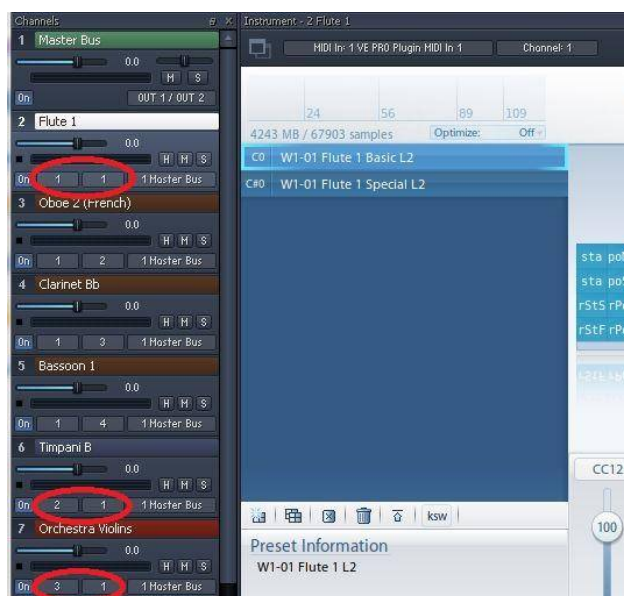 Channels
1 Master Bus
0.0
M S
On OUT 1 / OUT 2
2 Flute 1
0.0
H M S
On 1 1 1 Master Bus
3 Oboe 2 (French)
0.0
H M S
On 1 2 1 Master Bus
4 Clarinet Bb
0.0
H M S
On 1 3 1 Master Bus
5 Bassoon 1
0.0
H M S
On 1 4 1 Master Bus
6 Timpani B
0.0
H M S
On 2 1 1 Master Bus
7 Orchestra Violins
0.0
H M S
On 3 1 1 Master Bus
Instrument - 2 Flute 1
MIDI In: 1 VE PRO Plugin MIDI In 1 Channel: 1
24 56 89 109
4243 MB / 67903 samples Optimize: Off
C0 W1-01 Flute 1 Basic L2
C#0 W1-01 Flute 1 Special L2
ksw
Preset Information
W1-01 Flute 1 L2
sta
sta
rStS
rStF
CC12
100